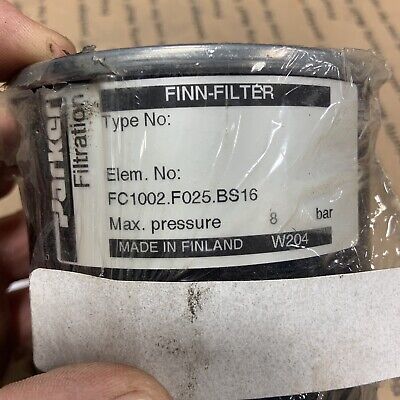 FINN-FILTER
Parker
Filtration
Type No:
Elem. No:
FC1002.F025.BS16
Max. pressure 8 bar
MADE IN FINLAND W204